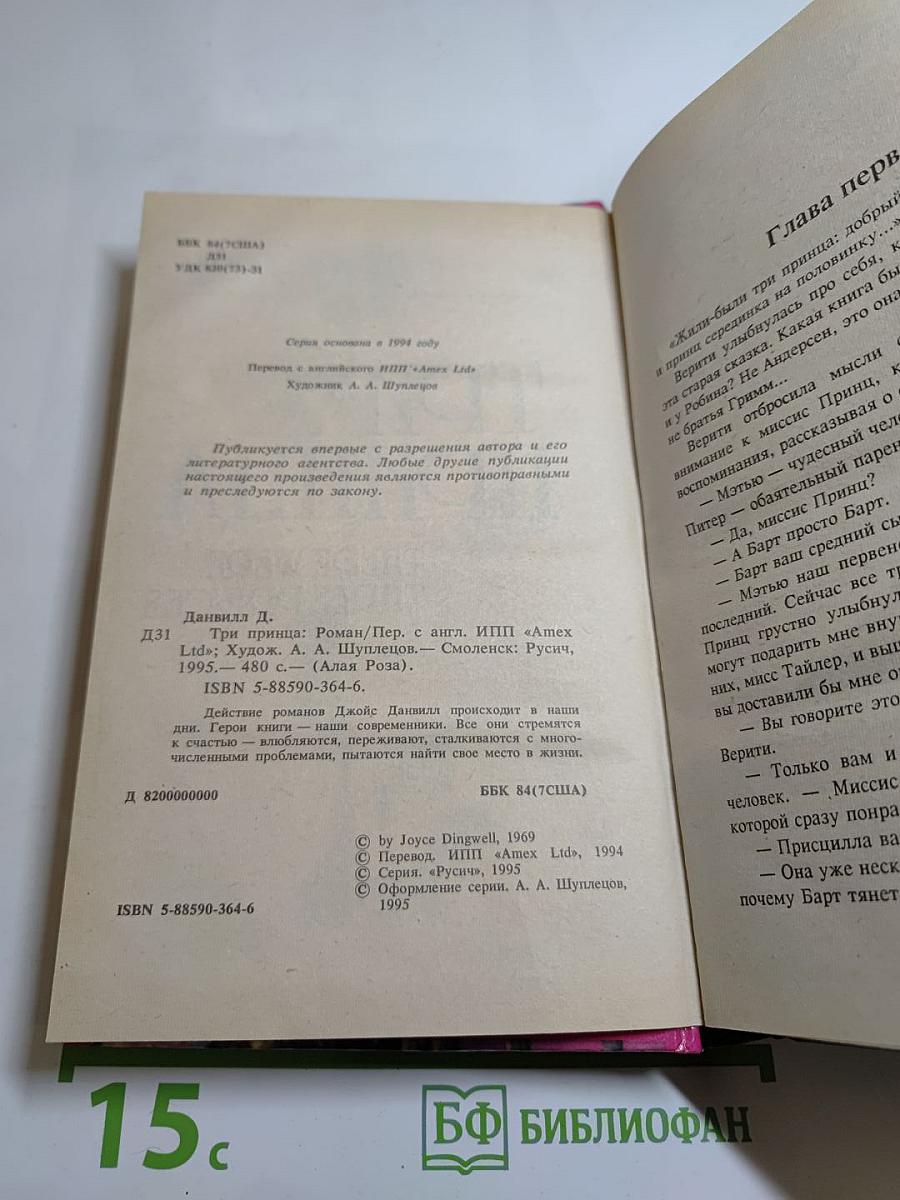 ББК 84(7США)
Д31
УДК 820(73)-31
Серия основана в 1994 году
Перевод с английского ИПП «Amex Ltd»
Художник А. А. Шуплецов
Публикуется впервые с разрешения автора и его
литературного агентства. Любые другие публикации
настоящего произведения являются противоправными
и преследуются по закону.
Данвилл Д.
Д31 Три принца: Роман/Пер. с англ. ИПП «Amex
Ltd»; Худож. А. А. Шуплецов.— Смоленск: Русич,
1995.— 480 с.— (Алая Роза).
ISBN 5-88590-364-6.
Действие романов Джойс Данвилл происходит в наши
дни. Герои книги — наши современники. Все они стремятся
к счастью — влюбляются, переживают, сталкиваются с много-
численными проблемами, пытаются найти свое место в жизни.
Д 8200000000 ББК 84(7США)
© by Joyce Dingwell, 1969
© Перевод. ИПП «Amex Ltd», 1994
© Серия. «Русич», 1995
© Оформление серии. А. А. Шуплецов,
1995
ISBN 5-88590-364-6
Глава перв
«Жили-были три принца: добрый
и принц серединка на половинку...»
Верити улыбнулась про себя, к
эта старая сказка. Какая книга бы
и у Робина? Не Андерсен, это она
не братья Гримм...
Верити отбросила мысли о
внимание к миссис Принц, к
воспоминания, рассказывая о
— Мэтью — чудесный чело
Питер — обаятельный парен
— Да, миссис Принц?
— А Барт просто Барт.
— Барт ваш средний сы
— Мэтью наш первене
последний. Сейчас все тр
Принц грустно улыбнул
могут подарить мне вну
них, мисс Тайлер, и выш
вы доставили бы мне о
— Вы говорите это
Верити.
— Только вам и
человек. — Миссис
которой сразу понра
— Присцилла ва
— Она уже неск
почему Барт тянет
15 с
БФ БИБЛИОФАН